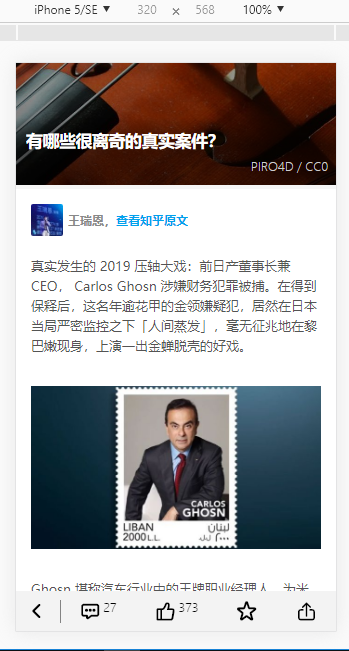 iPhone 5/SE ▼ 320 × 568 100% ▼
有哪些很离奇的真实案件?
PIRO4D / CC0
王瑞恩，查看知乎原文
真实发生的 2019 压轴大戏：前日产董事长兼
CEO， Carlos Ghosn 涉嫌财务犯罪被捕。在得到
保释后，这名年逾花甲的金领嫌疑犯，居然在日本
当局严密监控之下「人间蒸发」，毫无征兆地在黎
巴嫩现身，上演一出金蝉脱壳的好戏。
CARLOS
GHOSN
LIBAN لبنان
2000 L.L. ٢٠٠٠ ل.ل.
Ghosn 堪称汽车行业中的王牌职业经理人，为米
27 373